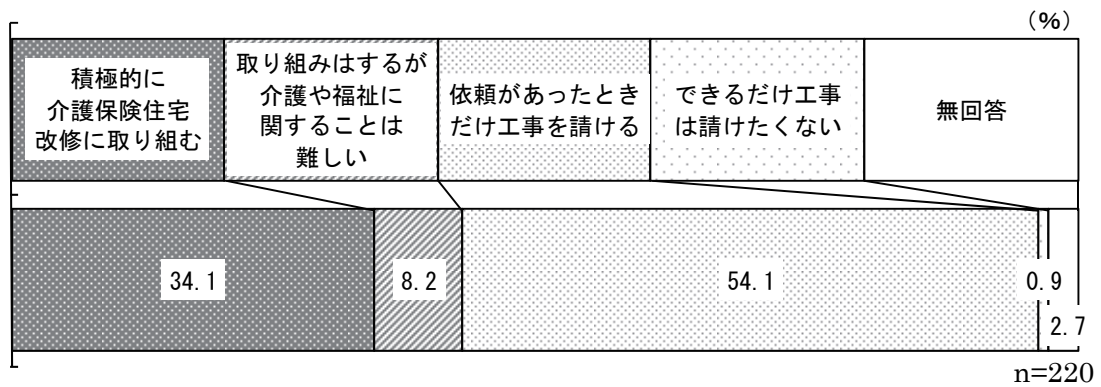 （%）
積極的に
介護保険住宅
改修に取り組む
取り組みはするが
介護や福祉に
関することは
難しい
依頼があったとき
だけ工事を請ける
できるだけ工事
は請けたくない
無回答
34.1
8.2
54.1
0.9
2.7
n=220